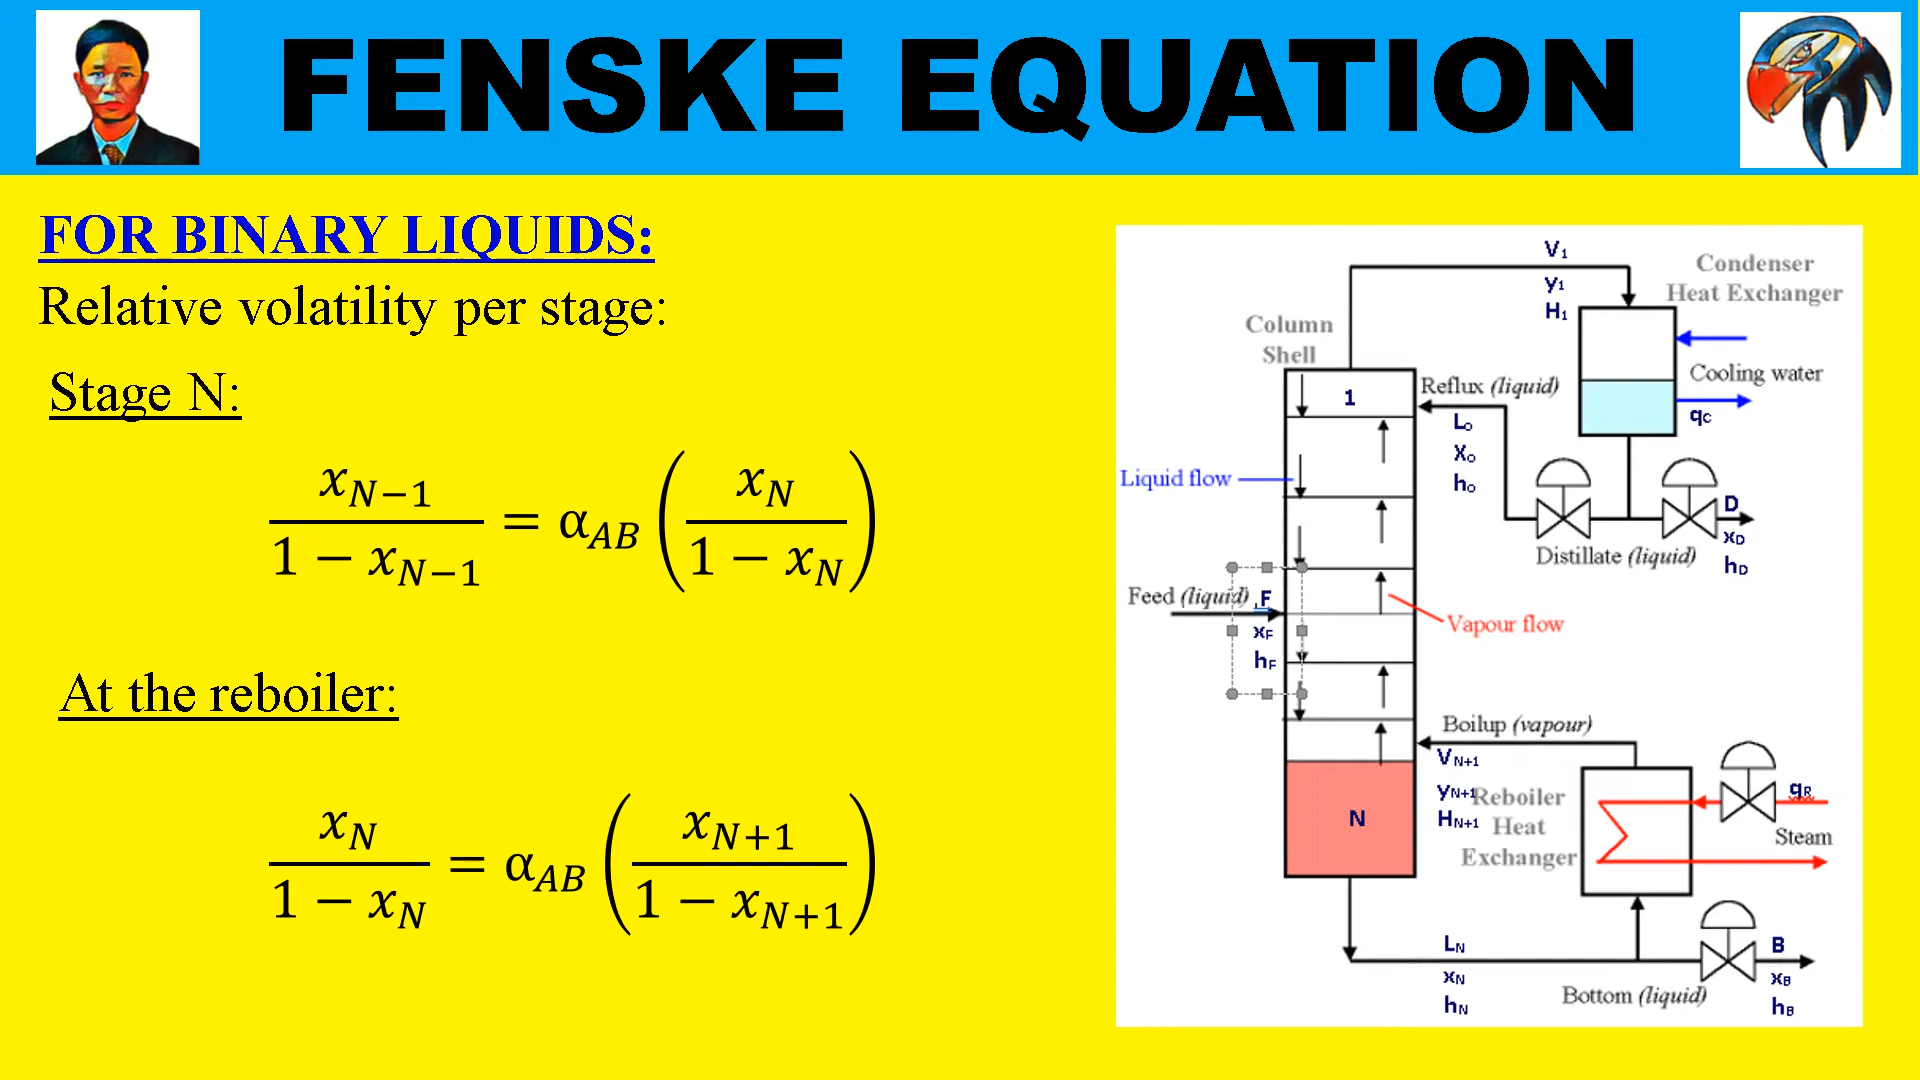 FENSKE EQUATION
FOR BINARY LIQUIDS:
Relative volatility per stage:
Stage N:
x_{N−1} / (1 − x_{N−1}) = α_{AB} (x_N / (1 − x_N))
At the reboiler:
x_N / (1 − x_N) = α_{AB} (x_{N+1} / (1 − x_{N+1}))
V₁
y₁
H₁
Condenser
Heat Exchanger
Column
Shell
1
Reflux (liquid)
L₀
X₀
h₀
Cooling water
qC
Liquid flow
D
xD
hD
Distillate (liquid)
Feed (liquid)
F
xF
hF
Vapour flow
Boilup (vapour)
VN+1
yN+1
HN+1
Reboiler
Heat
Exchanger
N
qR
Steam
LN
xN
hN
B
xB
hB
Bottom (liquid)